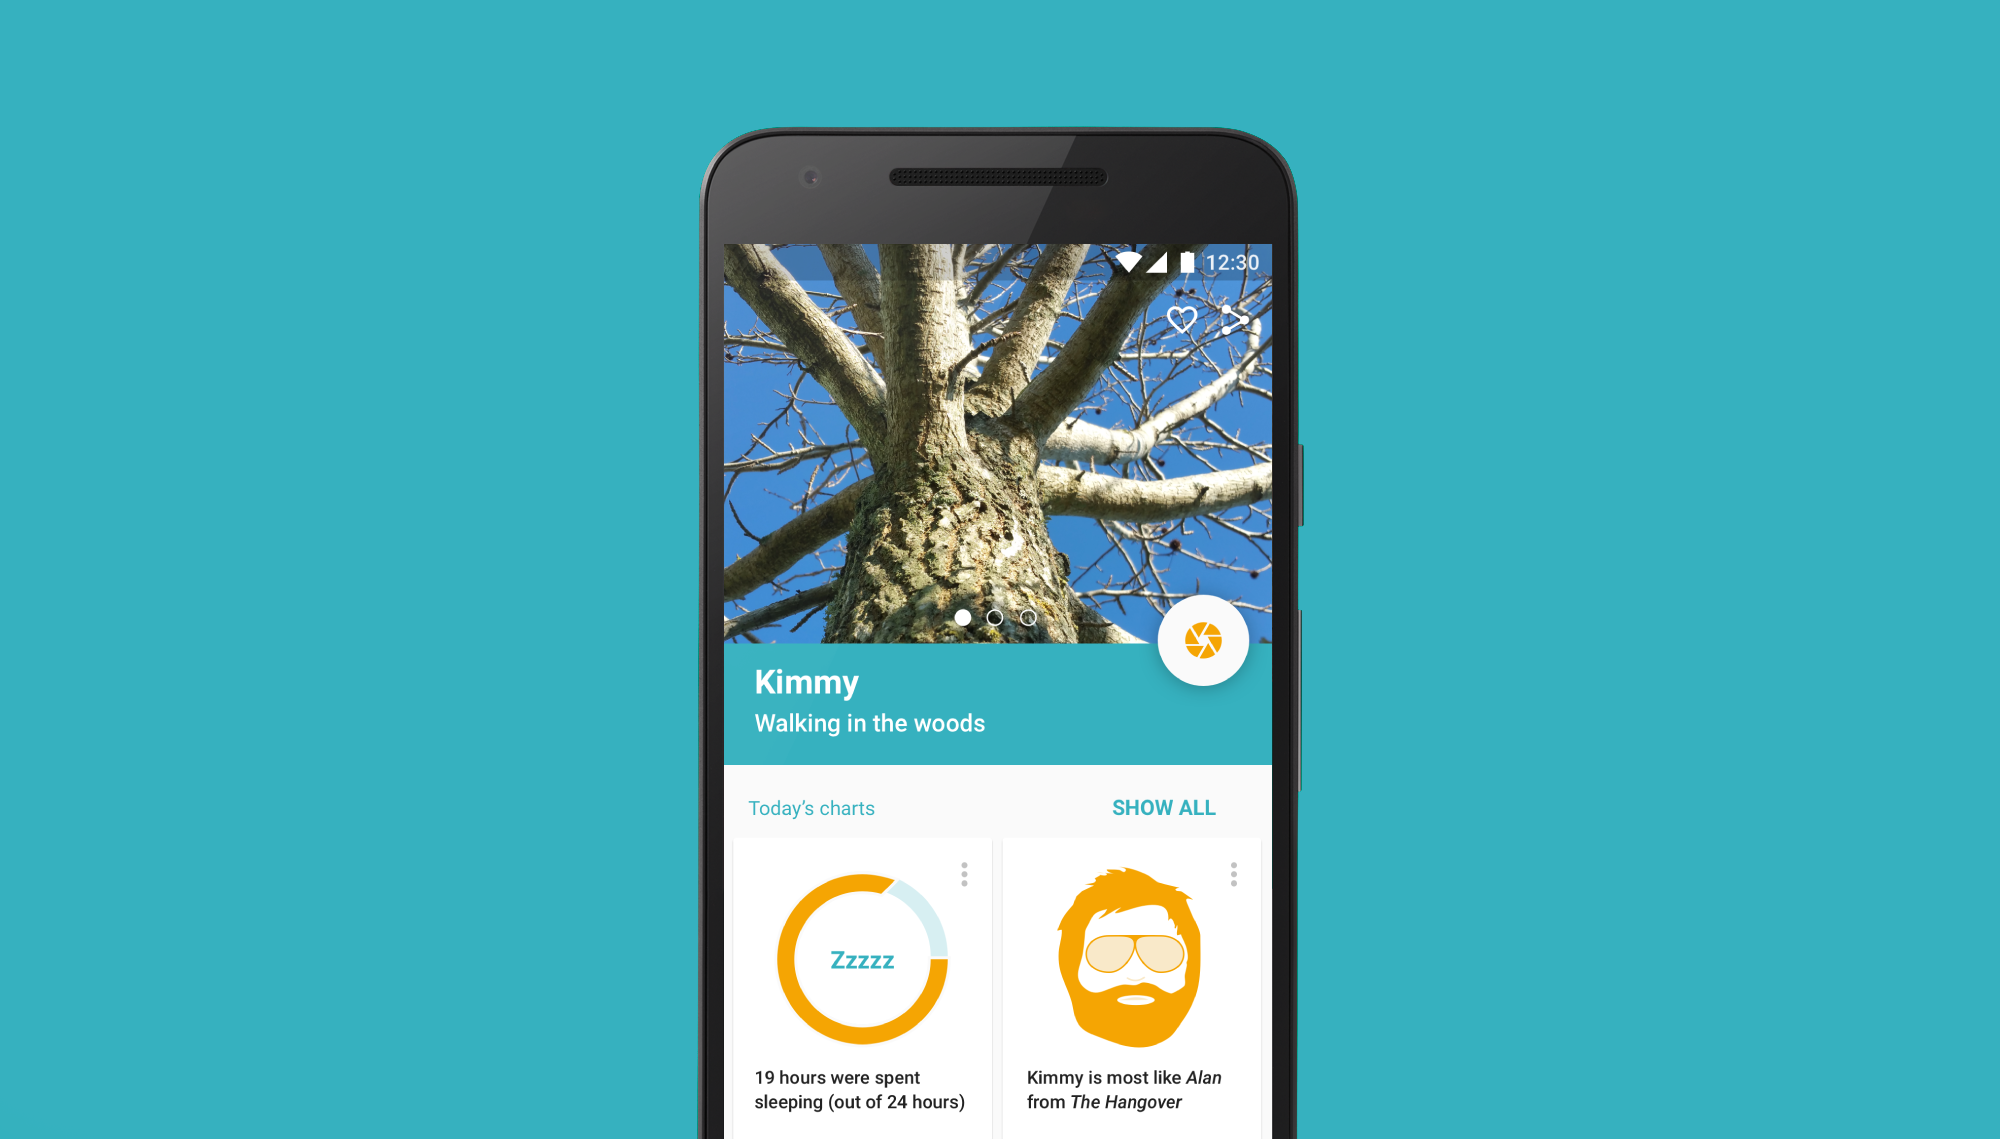 12:30
Kimmy
Walking in the woods
Today's charts
SHOW ALL
Zzzzz
19 hours were spent
sleeping (out of 24 hours)
Kimmy is most like Alan
from The Hangover